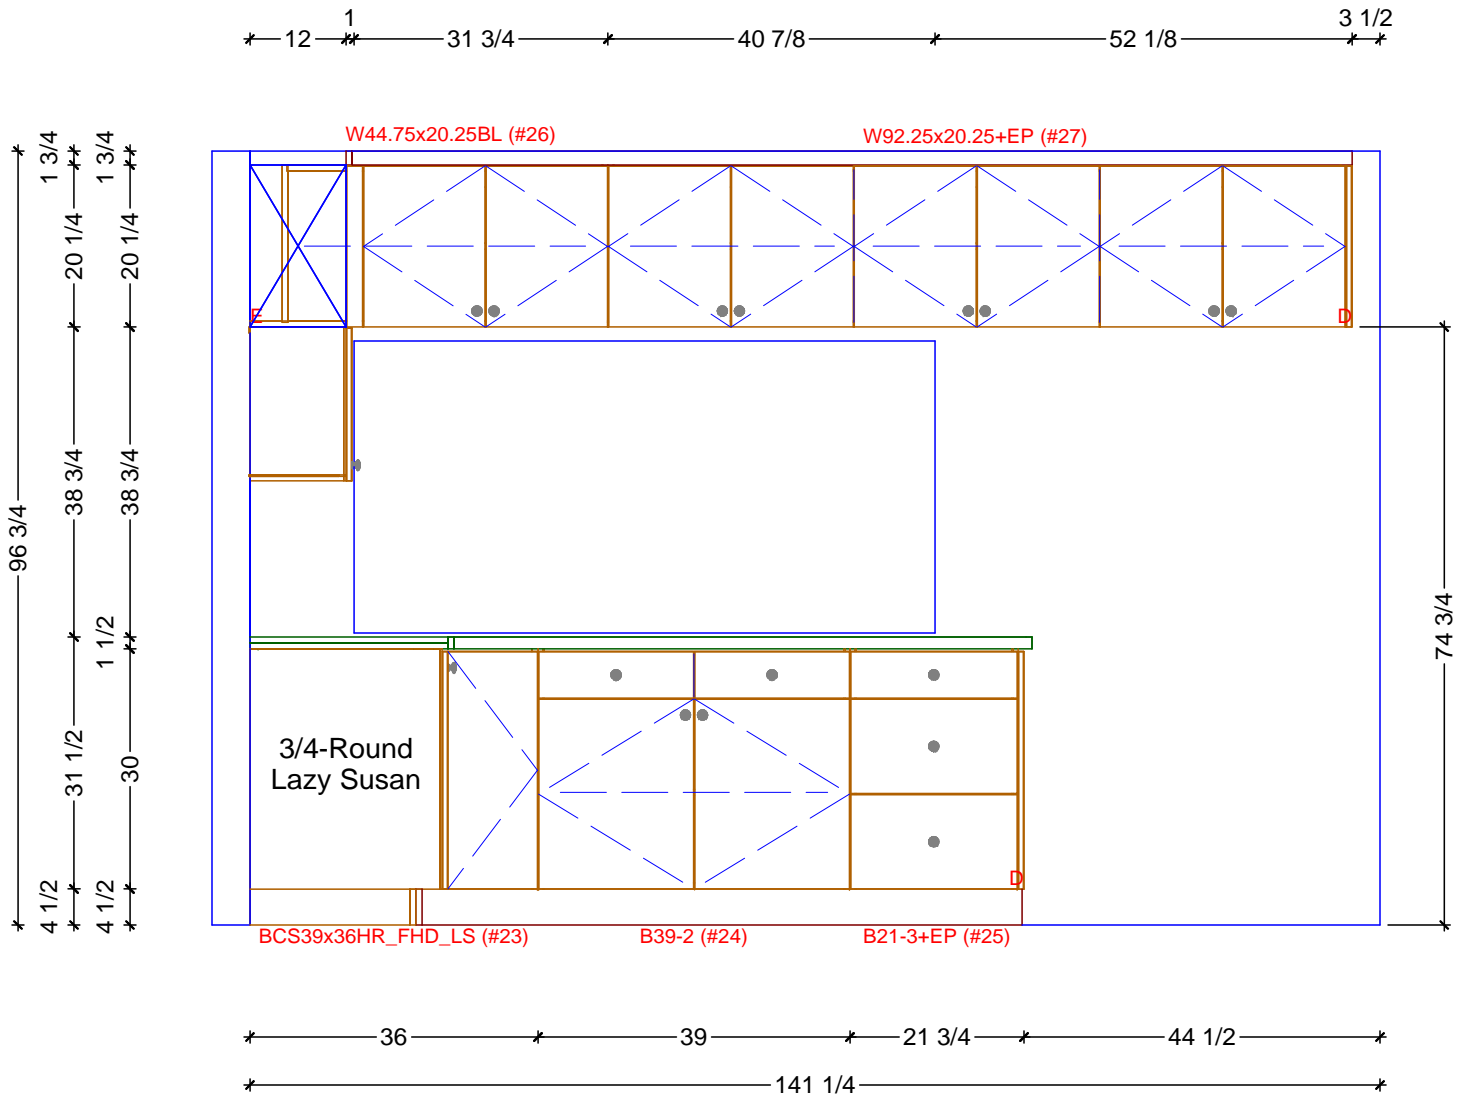 1
3 1/2
12
31 3/4
40 7/8
52 1/8
W44.75x20.25BL (#26)
W92.25x20.25+EP (#27)
1 3/4
1 3/4
20 1/4
20 1/4
E
D
38 3/4
38 3/4
96 3/4
74 3/4
1 1/2
31 1/2
30
3/4-Round
Lazy Susan
D
4 1/2
4 1/2
BCS39x36HR_FHD_LS (#23)
B39-2 (#24)
B21-3+EP (#25)
36
39
21 3/4
44 1/2
141 1/4